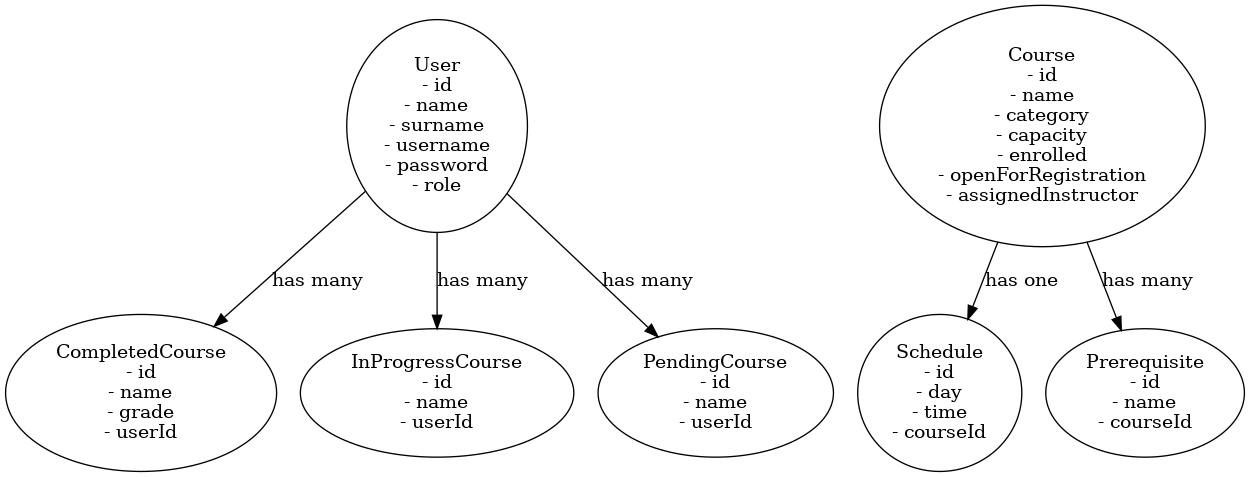 User
- id
- name
- surname
- username
- password
- role
Course
- id
- name
- category
- capacity
- enrolled
- openForRegistration
- assignedInstructor
has many
has many
has many
has one
has many
CompletedCourse
- id
- name
- grade
- userId
InProgressCourse
- id
- name
- userId
PendingCourse
- id
- name
- userId
Schedule
- id
- day
- time
- courseId
Prerequisite
- id
- name
- courseId